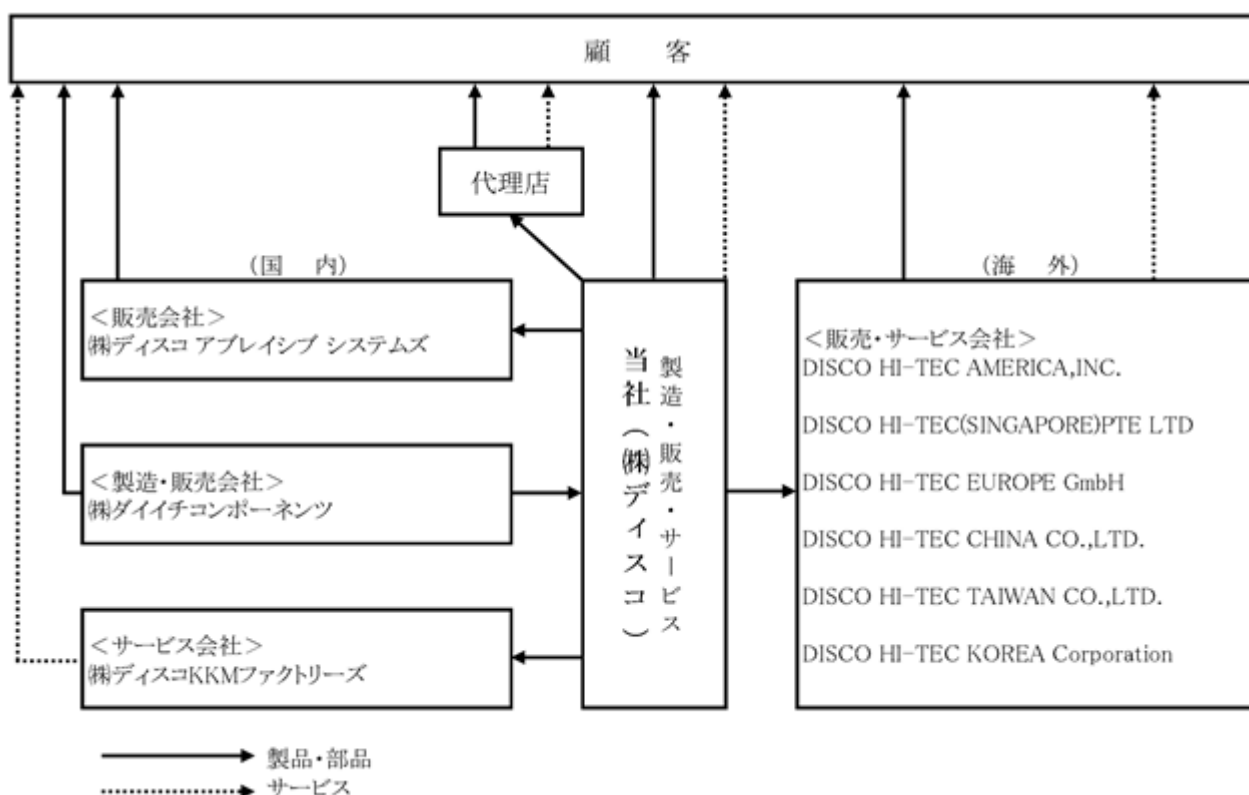 顧 客
代理店
(国 内)
(海 外)
<販売会社>
㈱ディスコ アブレイシブ システムズ
<製造・販売会社>
㈱ダイイチコンポーネンツ
<サービス会社>
㈱ディスコKKMファクトリーズ
当社(㈱ディスコ)
製造・販売・サービス
<販売・サービス会社>
DISCO HI-TEC AMERICA,INC.
DISCO HI-TEC(SINGAPORE)PTE LTD
DISCO HI-TEC EUROPE GmbH
DISCO HI-TEC CHINA CO.,LTD.
DISCO HI-TEC TAIWAN CO.,LTD.
DISCO HI-TEC KOREA Corporation
製品・部品
サービス